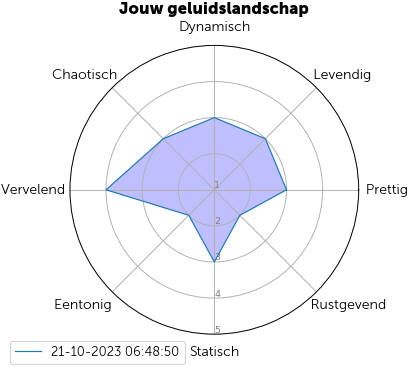 Jouw geluidslandschap
Dynamisch
Chaotisch
Levendig
Vervelend
Prettig
1
2
3
4
5
Eentonig
Rustgevend
21-10-2023 06:48:50
Statisch